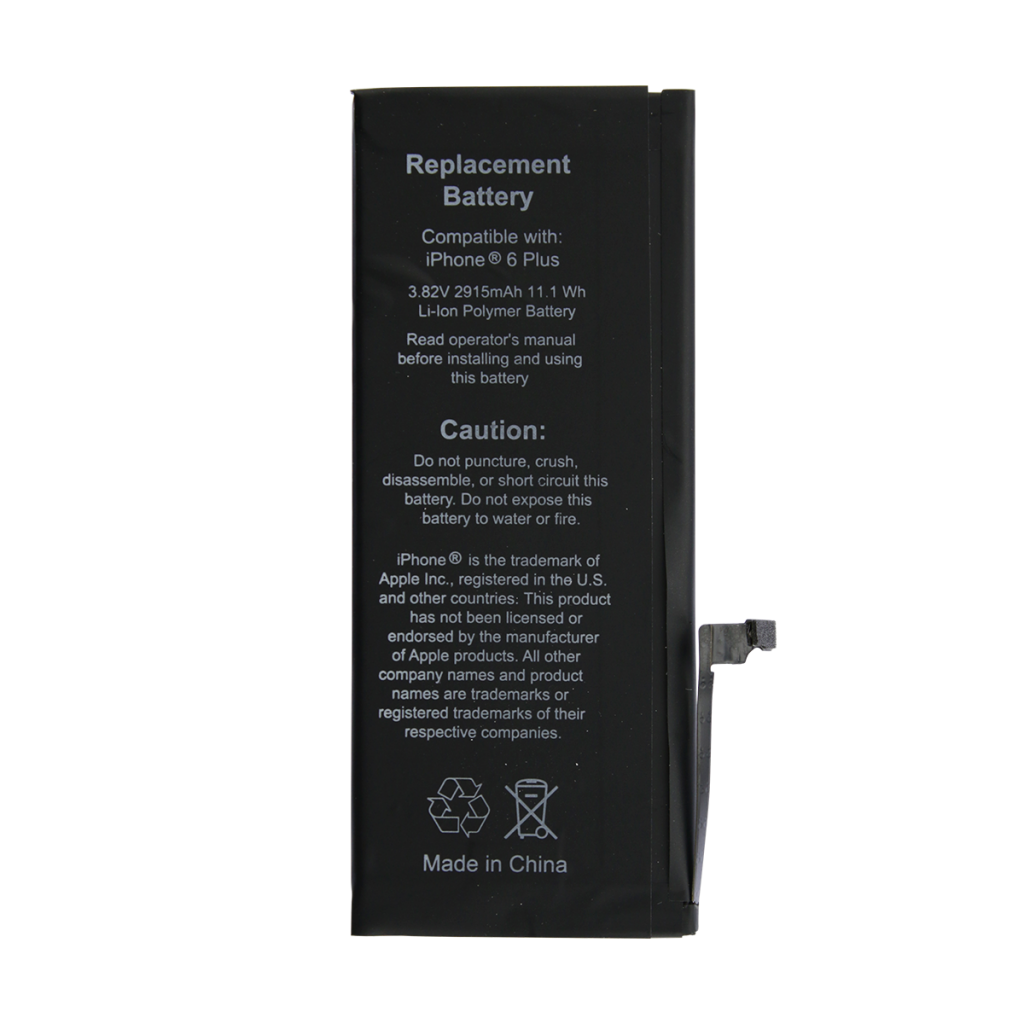 Replacement
Battery
Compatible with:
iPhone® 6 Plus
3.82V 2915mAh 11.1 Wh
Li-Ion Polymer Battery
Read operator's manual
before installing and using
this battery
Caution:
Do not puncture, crush,
disassemble, or short circuit this
battery. Do not expose this
battery to water or fire.
iPhone® is the trademark of
Apple Inc., registered in the U.S.
and other countries: This product
has not been licensed or
endorsed by the manufacturer
of Apple products. All other
company names and product
names are trademarks or
registered trademarks of their
respective companies.
Made in China